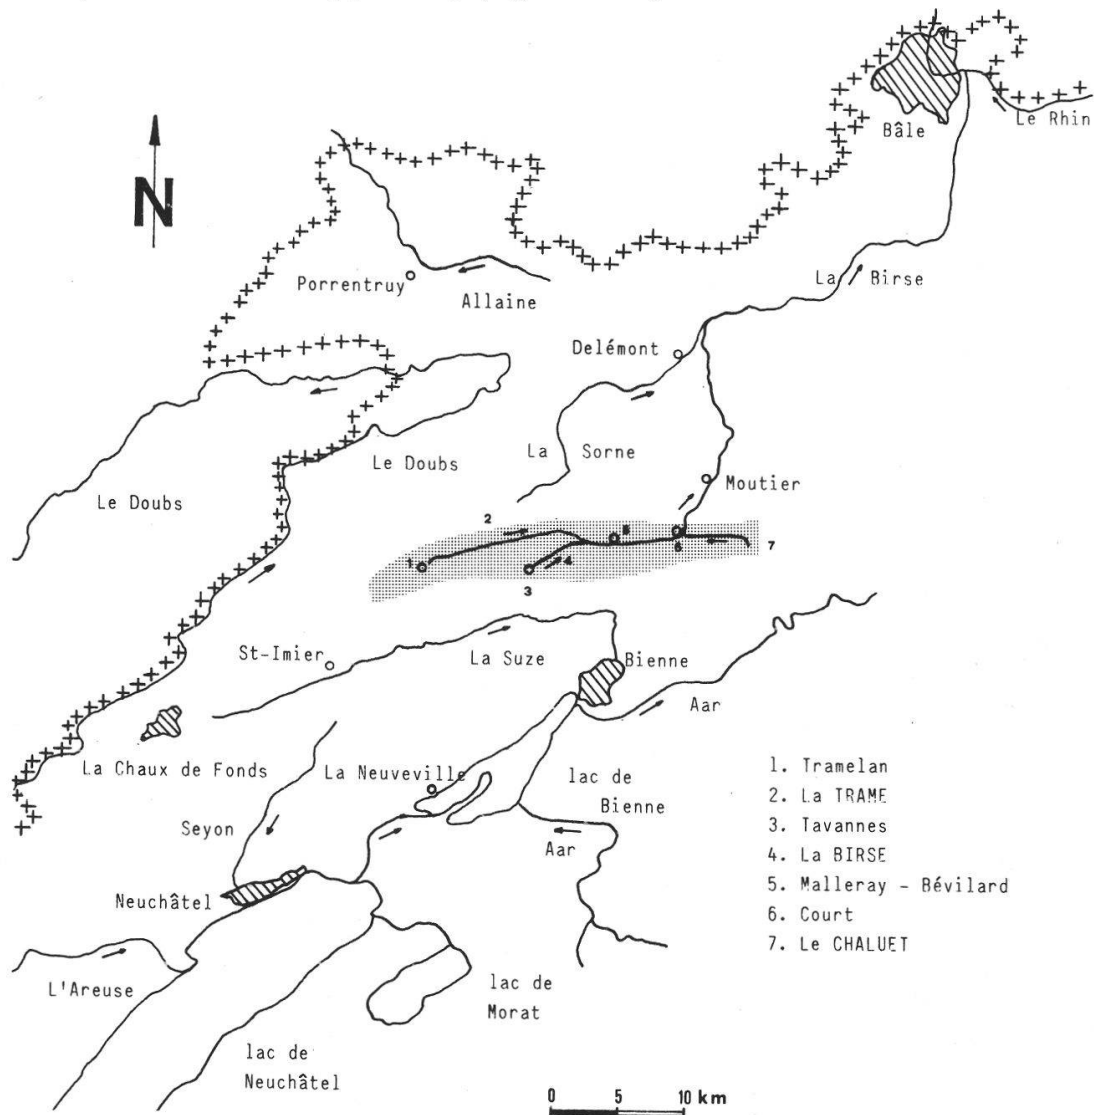 Bâle
Le Rhin
N
Porrentruy
Allaine
La Birse
Delémont
La Sorne
Le Doubs
Le Doubs
Moutier
2
5
1
4
6
7
3
St-Imier
La Suze
Bienne
Aar
La Chaux de Fonds
La Neuveville
lac de
Bienne
Seyon
Aar
Neuchâtel
L'Areuse
lac de
Morat
lac de
Neuchâtel
1. Tramelan
2. La TRAME
3. Tavannes
4. La BIRSE
5. Malleray - Bévilard
6. Court
7. Le CHALUET
0 5 10 km